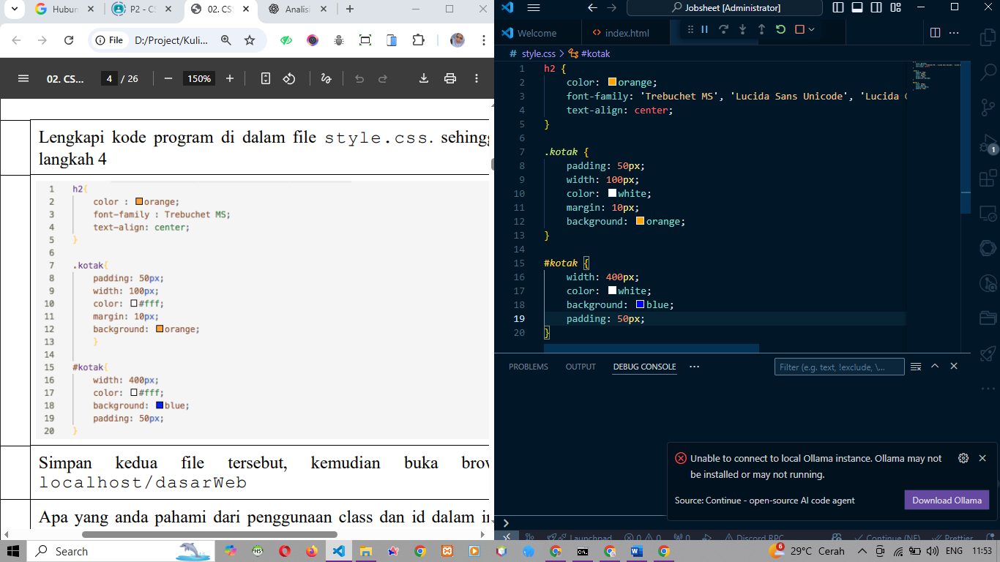 Hubun
P2 - CS
02. CS
Analisi
File
D:/Project/Kuli...
02. CS...
4 / 26
150%
Lengkapi kode program di dalam file style.css. sehingg
langkah 4
1 h2{
2 color : orange;
3 font-family : Trebuchet MS;
4 text-align: center;
5 }
6
7 .kotak{
8 padding: 50px;
9 width: 100px;
10 color: #fff;
11 margin: 10px;
12 background: orange;
13 }
14
15 #kotak{
16 width: 400px;
17 color: #fff;
18 background: blue;
19 padding: 50px;
20 }
Simpan kedua file tersebut, kemudian buka brow
localhost/dasarWeb
Apa yang anda pahami dari penggunaan class dan id dalam
Jobsheet [Administrator]
Welcome
index.html
# style.css > #kotak
1 h2 {
2 color: orange;
3 font-family: 'Trebuchet MS', 'Lucida Sans Unicode', 'Lucida
4 text-align: center;
5 }
6
7 .kotak {
8 padding: 50px;
9 width: 100px;
10 color: white;
11 margin: 10px;
12 background: orange;
13 }
14
15 #kotak {
16 width: 400px;
17 color: white;
18 background: blue;
19 padding: 50px;
20 }
1
PROBLEMS OUTPUT DEBUG CONSOLE
Filter (e.g. text, !exclude, \...
Unable to connect to local Ollama instance. Ollama may not
be installed or may not running.
Source: Continue - open-source AI code agent
Download Ollama
Launchpad 0 0 0 Discord RPC Continue (NE) Prettier
Search
6
29°C Cerah
ENG
11:53